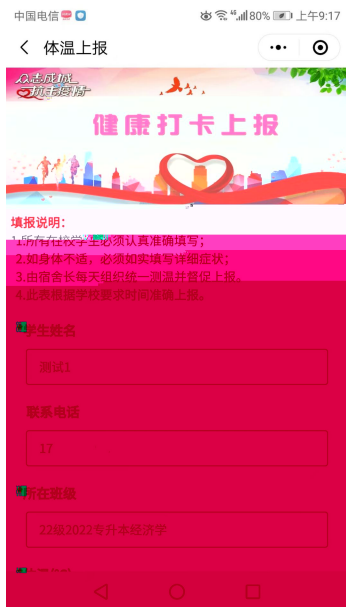 中国电信
80%
上午9:17
体温上报
众志成城
抗击疫情
健康打卡上报
填报说明：
1.所有在校学生必须认真准确填写；
2.如身体不适，必须如实填写详细症状；
3.由宿舍长每天组织统一测温并督促上报。
4.此表根据学校要求时间准确上报。
学生姓名
测试1
联系电话
17
所在班级
22级2022专升本经济学